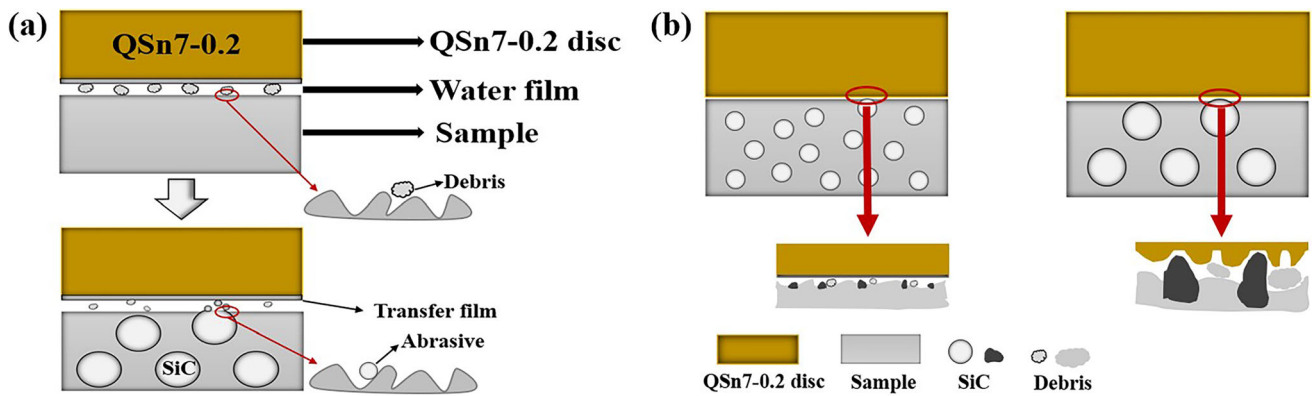 (a)
QSn7-0.2
QSn7-0.2 disc
Water film
Sample
Debris
Transfer film
Abrasive
SiC
(b)
QSn7-0.2 disc
Sample
SiC
Debris